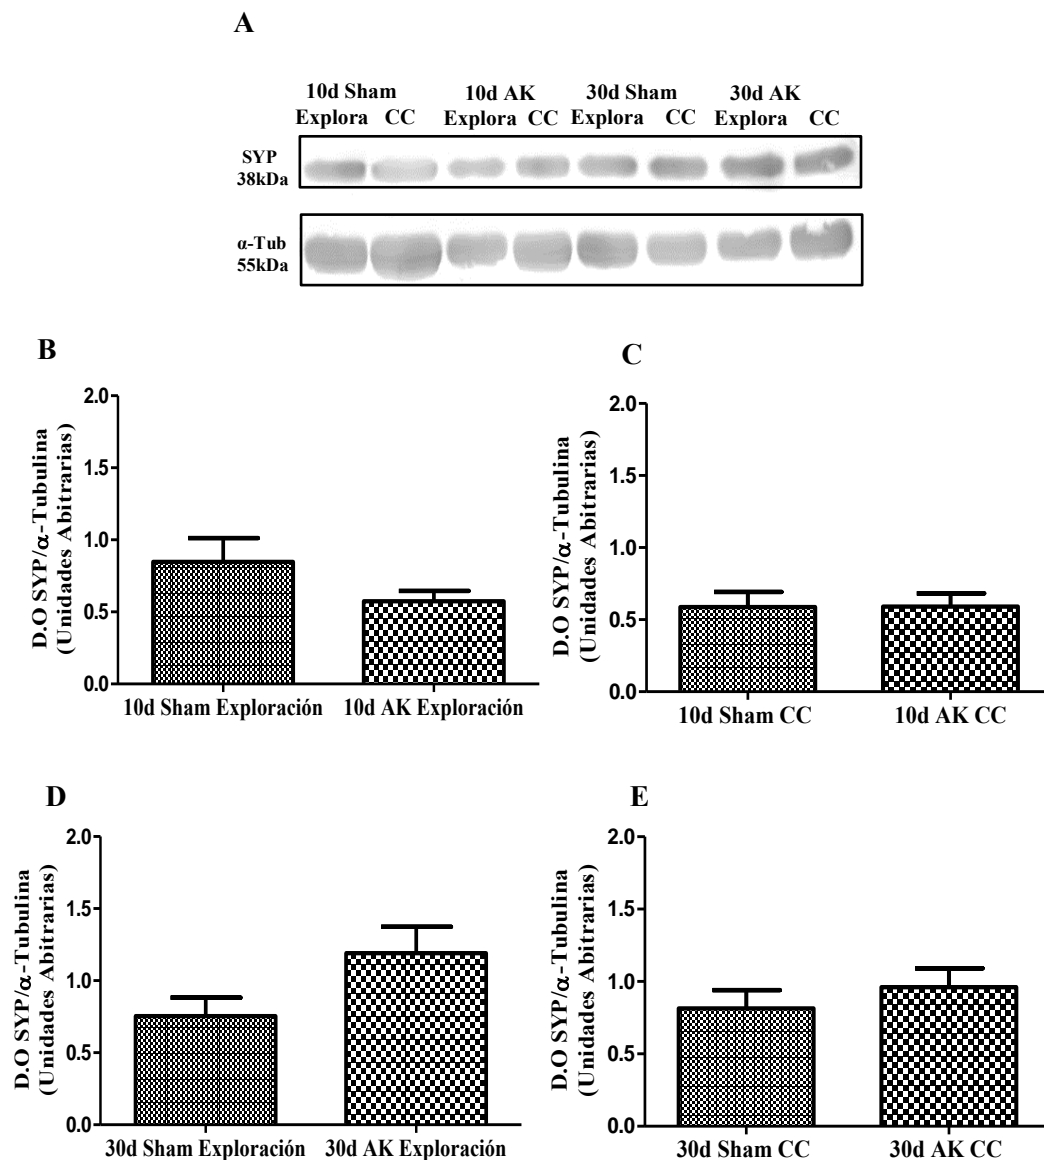 A
10d Sham 10d AK 30d Sham 30d AK
Explora CC Explora CC Explora CC Explora CC
SYP
38kDa
α-Tub
55kDa
B
D.O SYP/α-Tubulina
(Unidades Abitrarias)
2.0
1.5
1.0
0.5
0.0
10d Sham Exploración 10d AK Exploración
C
D.O SYP/α-Tubulina
(Unidades Abitrarias)
2.0
1.5
1.0
0.5
0.0
10d Sham CC 10d AK CC
D
D.O SYP/α-Tubulina
(Unidades Abitrarias)
2.0
1.5
1.0
0.5
0.0
30d Sham Exploración 30d AK Exploración
E
D.O SYP/α-Tubulina
(Unidades Abitrarias)
2.0
1.5
1.0
0.5
0.0
30d Sham CC 30d AK CC